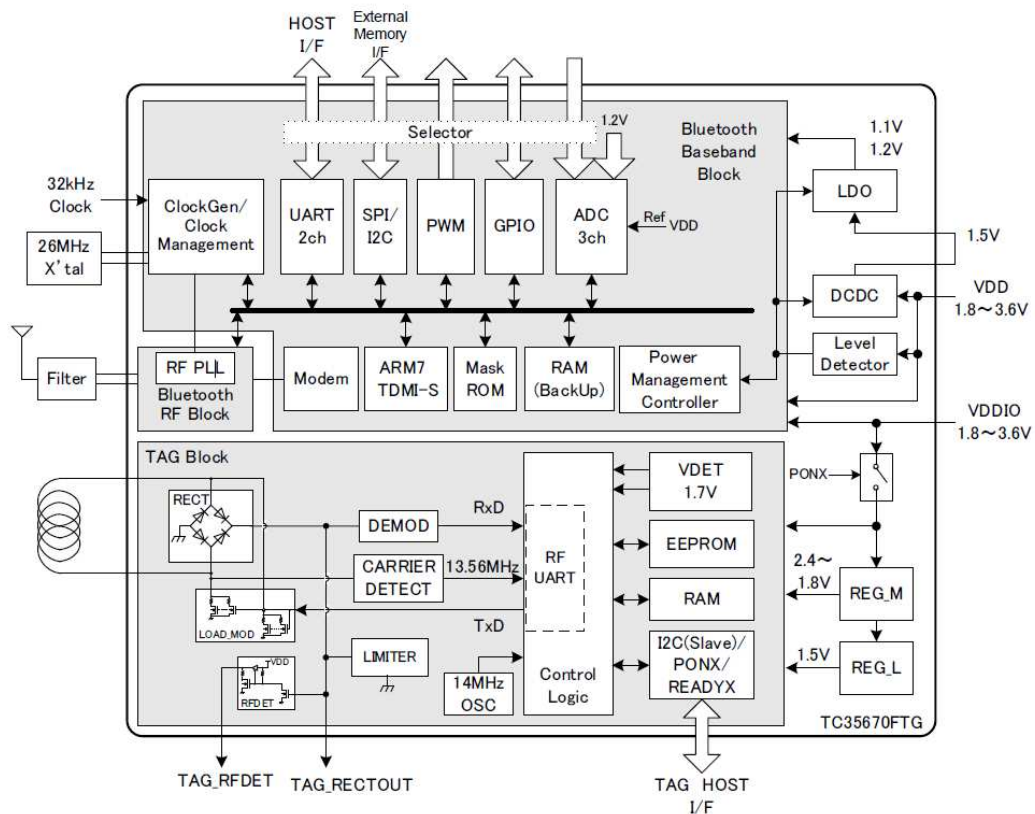 HOST
I/F
External
Memory
I/F
Selector
1.2V
Bluetooth
Baseband
Block
1.1V
1.2V
LDO
32kHz
Clock
ClockGen/
Clock
Management
UART
2ch
SPI/
I2C
PWM
GPIO
ADC
3ch
Ref
VDD
1.5V
26MHz
X'tal
DCDC
VDD
1.8～3.6V
Level
Detector
Filter
RF PLL
Bluetooth
RF Block
Modem
ARM7
TDMI-S
Mask
ROM
RAM
(BackUp)
Power
Management
Controller
VDDIO
1.8～3.6V
TAG Block
PONX
RECT
DEMOD
RxD
VDET
1.7V
CARRIER
DETECT
13.56MHz
RF
UART
EEPROM
2.4～
1.8V
REG_M
LOAD_MOD
TxD
RAM
VDD
RFDET
LIMITER
14MHz
OSC
Control
Logic
I2C(Slave)/
PONX/
READYX
1.5V
REG_L
TC35670FTG
TAG_RFDET
TAG_RECTOUT
TAG HOST
I/F